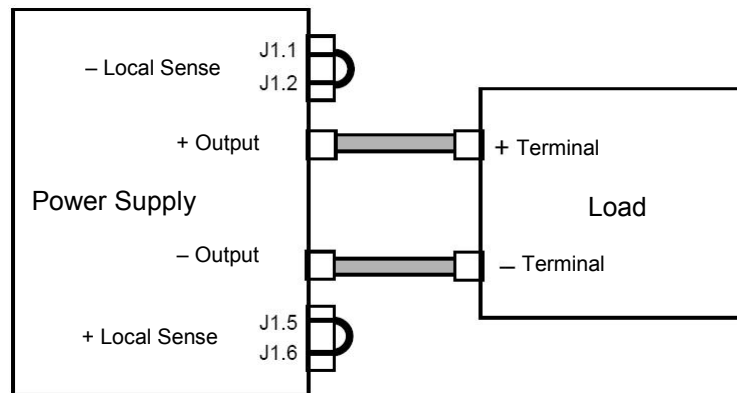 J1.1
– Local Sense
J1.2
+ Output
+ Terminal
Power Supply
Load
– Output
– Terminal
J1.5
+ Local Sense
J1.6